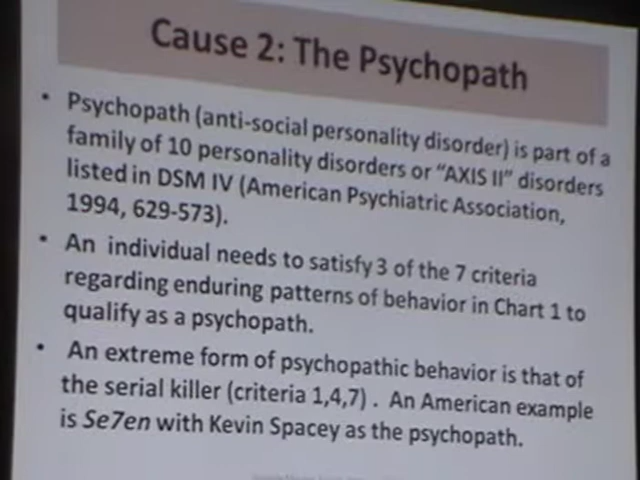 Cause 2: The Psychopath
• Psychopath (anti-social personality disorder) is part of a
family of 10 personality disorders or “AXIS II” disorders
listed in DSM IV (American Psychiatric Association,
1994, 629-573).
• An individual needs to satisfy 3 of the 7 criteria
regarding enduring patterns of behavior in Chart 1 to
qualify as a psychopath.
• An extreme form of psychopathic behavior is that of
the serial killer (criteria 1,4,7) . An American example
is Se7en with Kevin Spacey as the psychopath.